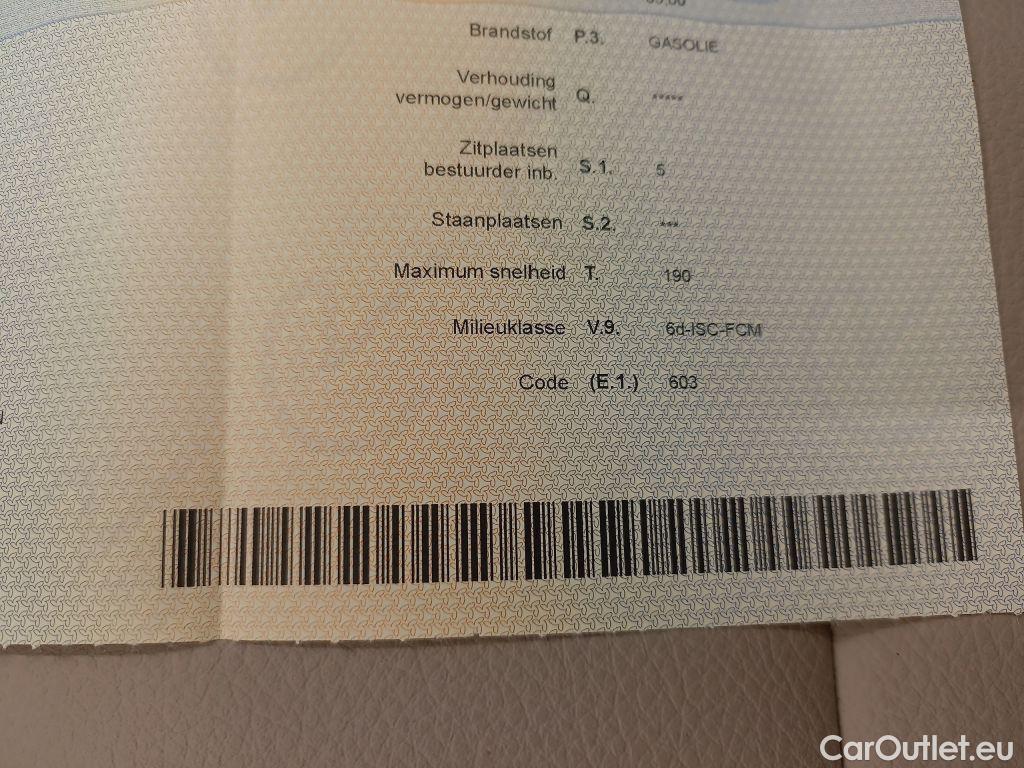 Brandstof P.3. GASOLIE
Verhouding
vermogen/gewicht Q. *****
Zitplaatsen
bestuurder inb. S.1. 5
Staanplaatsen S.2. ***
Maximum snelheid T. 190
Milieuklasse V.9. 6d-ISC-FCM
Code (E.1.) 603
CarOutlet.eu